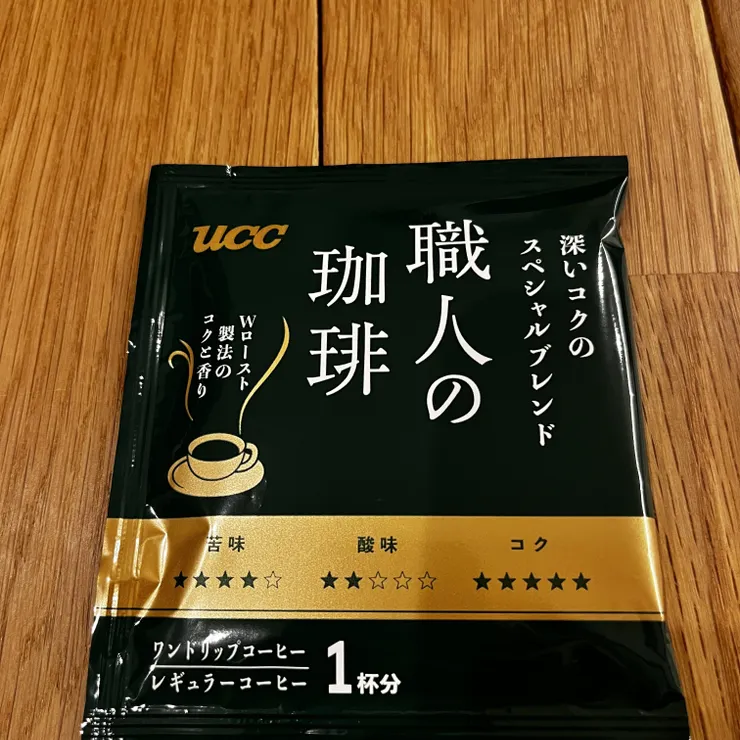 UCC
深いコクの
スペシャルブレンド
職人の
珈琲
Wロースト
製法の
コクと香り
苦味 酸味 コク
★★★★☆ ★★☆☆☆ ★★★★★
ワンドリップコーヒー
レギュラーコーヒー
1杯分